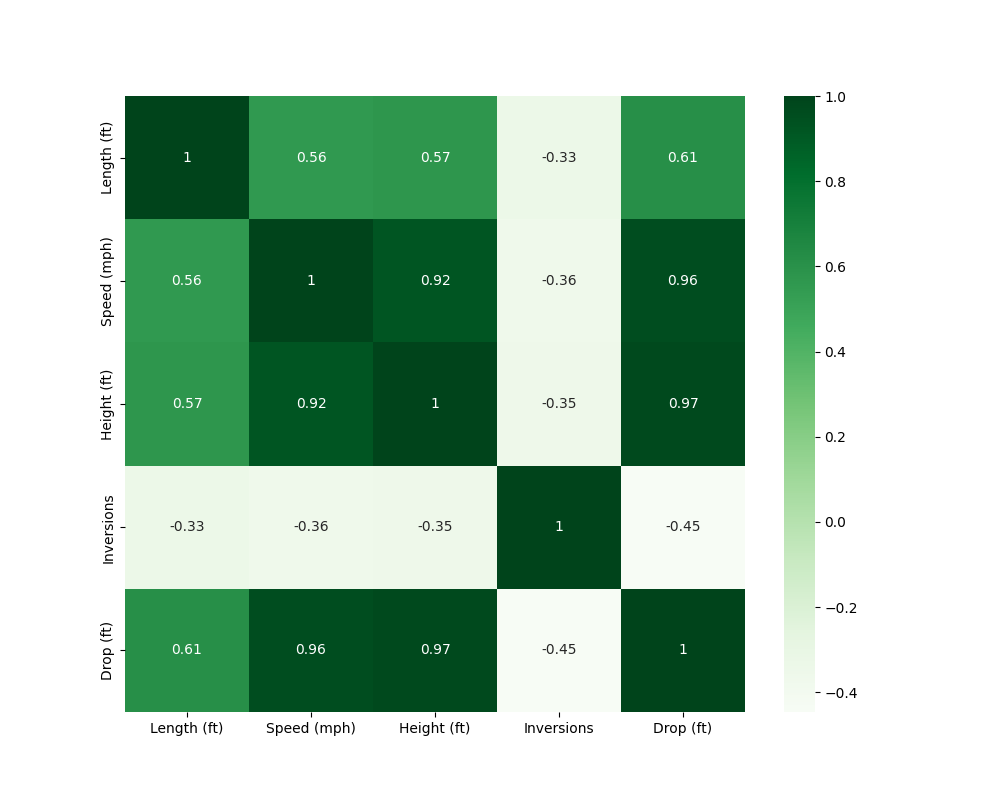 Length (ft) 1 0.56 0.57 -0.33 0.61
Speed (mph) 0.56 1 0.92 -0.36 0.96
Height (ft) 0.57 0.92 1 -0.35 0.97
Inversions -0.33 -0.36 -0.35 1 -0.45
Drop (ft) 0.61 0.96 0.97 -0.45 1
Length (ft) Speed (mph) Height (ft) Inversions Drop (ft)
1.0
0.8
0.6
0.4
0.2
0.0
−0.2
−0.4